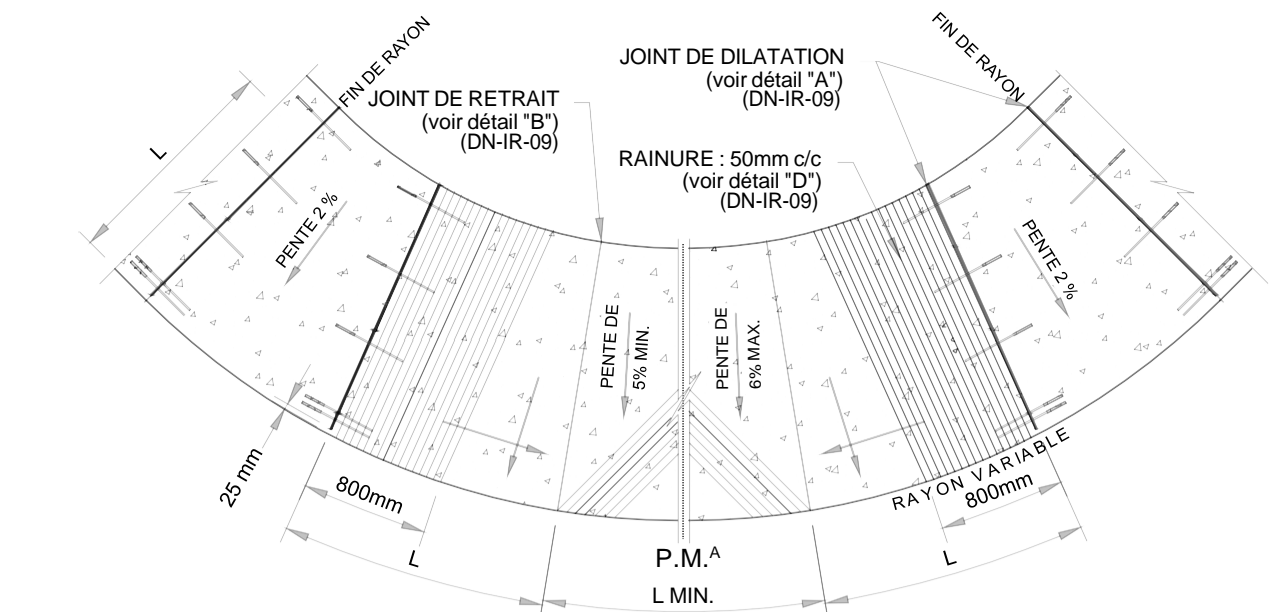 FIN DE RAYON
JOINT DE RETRAIT
(voir détail "B")
(DN-IR-09)
JOINT DE DILATATION
(voir détail "A")
(DN-IR-09)
RAINURE : 50mm c/c
(voir détail "D")
(DN-IR-09)
FIN DE RAYON
L
PENTE 2 %
PENTE DE
5% MIN.
PENTE DE
6% MAX.
PENTE 2 %
25 mm
800mm
L
P.M.ᴬ
L MIN.
RAYON VARIABLE
800mm
L